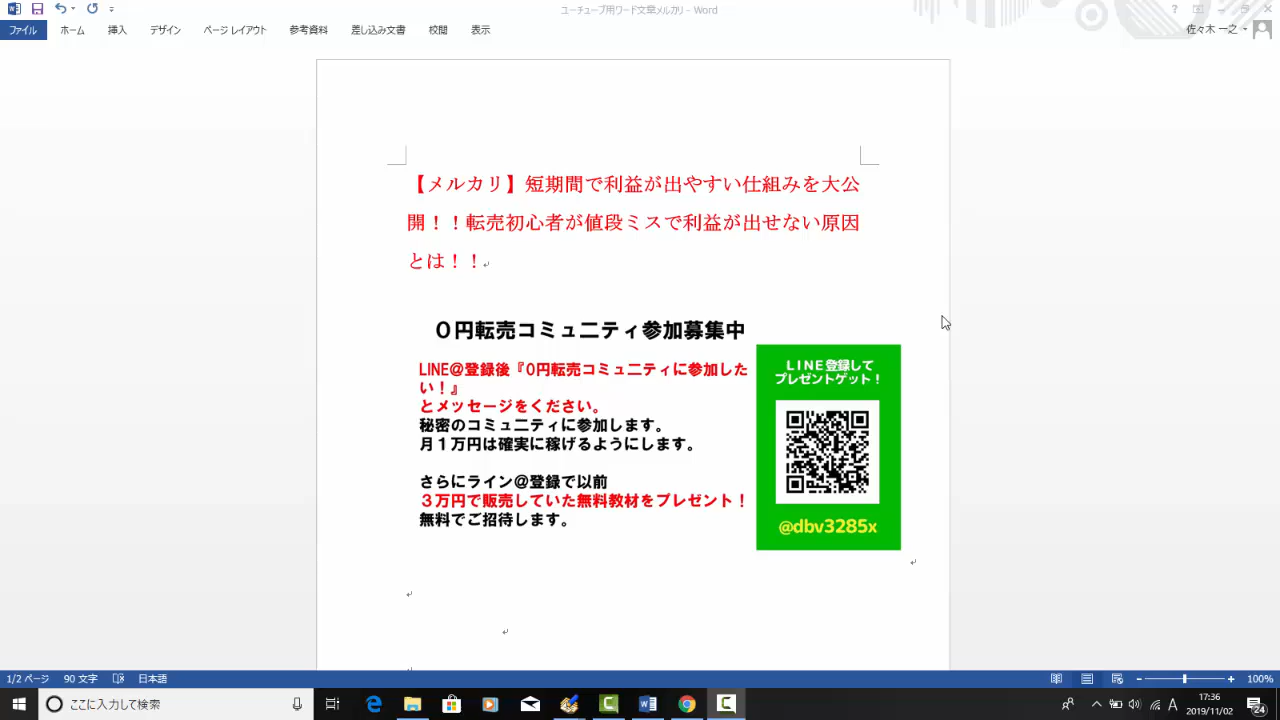 ユーチューブ用ワード文章メルカリ - Word
ファイル ホーム 挿入 デザイン ページ レイアウト 参考資料 差し込み文書 校閲 表示
佐々木 一之
【メルカリ】短期間で利益が出やすい仕組みを大公
開！！転売初心者が値段ミスで利益が出せない原因
とは！！
０円転売コミュニティ参加募集中
LINE@登録後『0円転売コミュニティに参加した
い！』
とメッセージをください。
秘密のコミュニティに参加します。
月１万円は確実に稼げるようにします。
さらにライン@登録で以前
３万円で販売していた無料教材をプレゼント！
無料でご招待します。
ＬＩＮＥ登録して
プレゼントゲット！
@dbv3285x
1/2 ページ 90 文字 日本語
100%
ここに入力して検索
A
17:36
2019/11/02
24